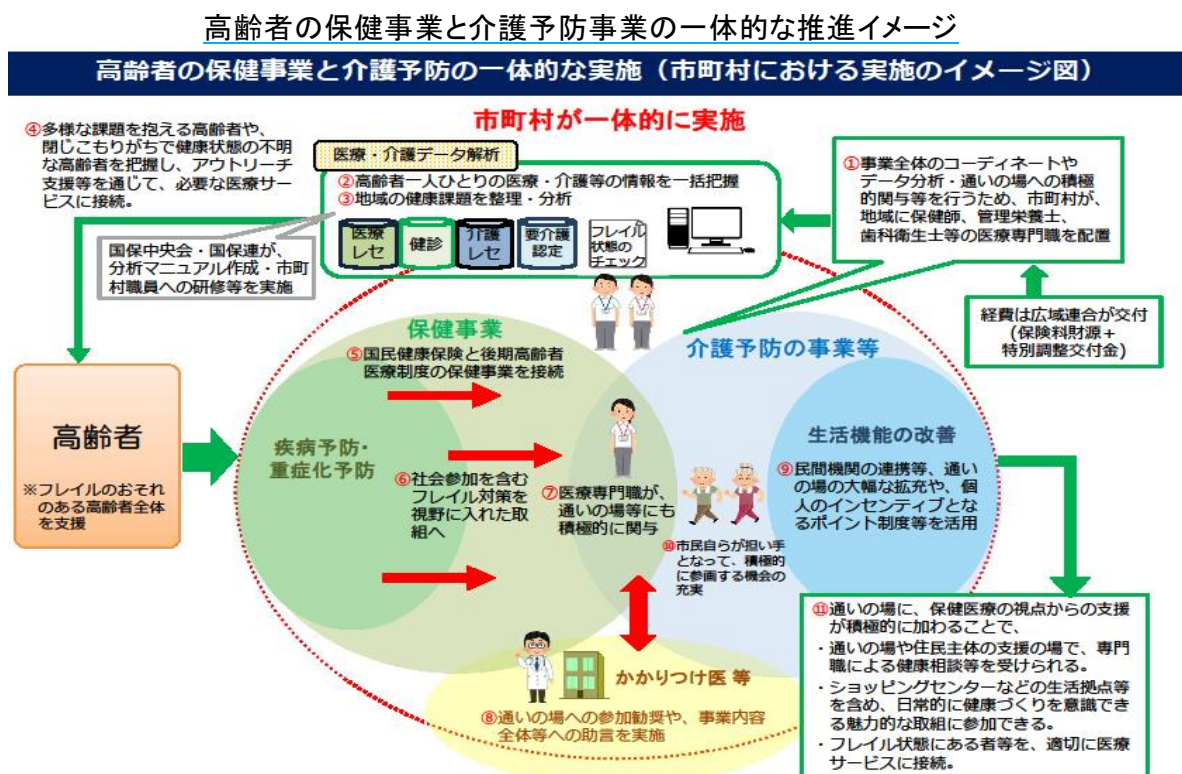 高齢者の保健事業と介護予防事業の一体的な推進イメージ
高齢者の保健事業と介護予防の一体的な実施（市町村における実施のイメージ図）
市町村が一体的に実施
④多様な課題を抱える高齢者や、
閉じこもりがちで健康状態の不明
な高齢者を把握し、アウトリーチ
支援等を通じて、必要な医療サー
ビスに接続。
医療・介護データ解析
②高齢者一人ひとりの医療・介護等の情報を一括把握
③地域の健康課題を整理・分析
医療
レセ
健診
介護
レセ
要介護
認定
フレイル
状態の
チェック
①事業全体のコーディネートや
データ分析・通いの場への積極
的関与等を行うため、市町村が、
地域に保健師、管理栄養士、
歯科衛生士等の医療専門職を配置
国保中央会・国保連が、
分析マニュアル作成・市町
村職員への研修等を実施
経費は広域連合が交付
(保険料財源＋
特別調整交付金)
保健事業
⑤国民健康保険と後期高齢者
医療制度の保健事業を接続
介護予防の事業等
高齢者
※フレイルのおそれ
のある高齢者全体
を支援
疾病予防・
重症化予防
⑥社会参加を含む
フレイル対策を
視野に入れた取
組へ
⑦医療専門職が、
通いの場等にも
積極的に関与
生活機能の改善
⑨民間機関の連携等、通い
の場の大幅な拡充や、個
人のインセンティブとな
るポイント制度等を活用
⑩市民自らが担い手
となって、積極的
に参画する機会の
充実
かかりつけ医 等
⑧通いの場への参加勧奨や、事業内容
全体等への助言を実施
⑪通いの場に、保健医療の視点からの支援
が積極的に加わることで、
・通いの場や住民主体の支援の場で、専門
職による健康相談等を受けられる。
・ショッピングセンターなどの生活拠点等
を含め、日常的に健康づくりを意識でき
る魅力的な取組に参加できる。
・フレイル状態にある者等を、適切に医療
サービスに接続。